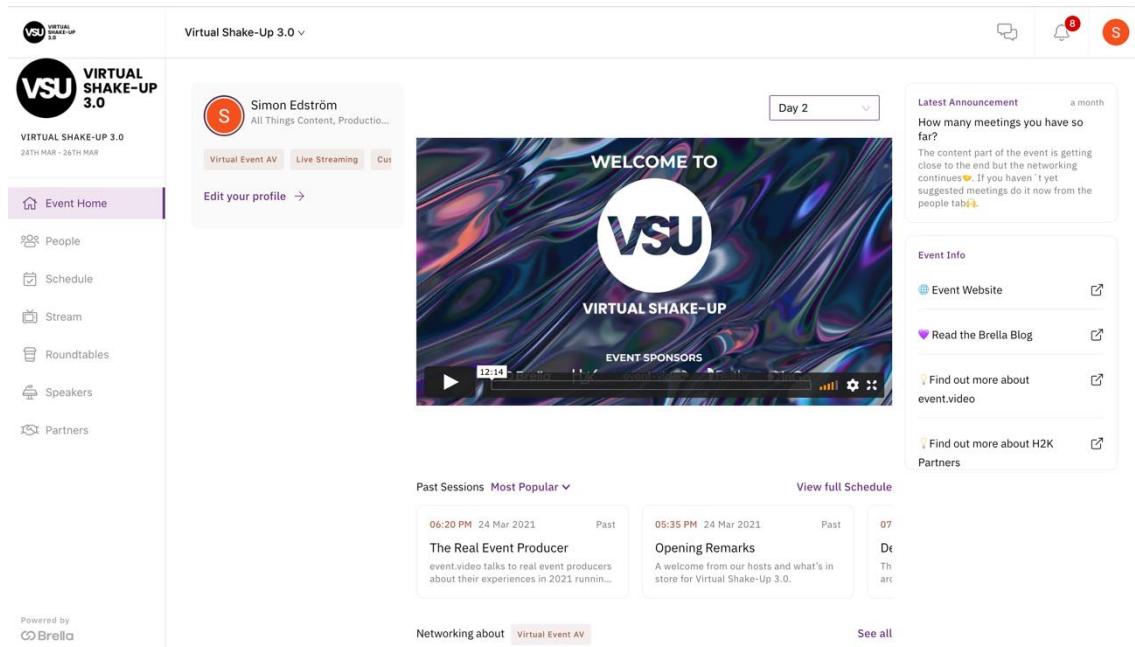 VSU VIRTUAL
SHAKE-UP
3.0
Virtual Shake-Up 3.0
8
S
VSU
VIRTUAL
SHAKE-UP
3.0
VIRTUAL SHAKE-UP 3.0
24TH MAR - 26TH MAR
Event Home
People
Schedule
Stream
Roundtables
Speakers
Partners
Powered by
Brella
S
Simon Edström
All Things Content, Productio...
Virtual Event AV
Live Streaming
Cus
Edit your profile →
Day 2
WELCOME TO
VSU
VIRTUAL SHAKE-UP
EVENT SPONSORS
12:14
Past Sessions Most Popular
View full Schedule
06:20 PM 24 Mar 2021 Past
The Real Event Producer
event.video talks to real event producers
about their experiences in 2021 runnin...
05:35 PM 24 Mar 2021 Past
Opening Remarks
A welcome from our hosts and what's in
store for Virtual Shake-Up 3.0.
07
De
Th
arc
Networking about Virtual Event AV
See all
Latest Announcement a month
How many meetings you have so
far?
The content part of the event is getting
close to the end but the networking
continues🤝. If you haven´t yet
suggested meetings do it now from the
people tab🙌.
Event Info
🌐 Event Website
💜 Read the Brella Blog
💡 Find out more about
event.video
💡 Find out more about H2K
Partners